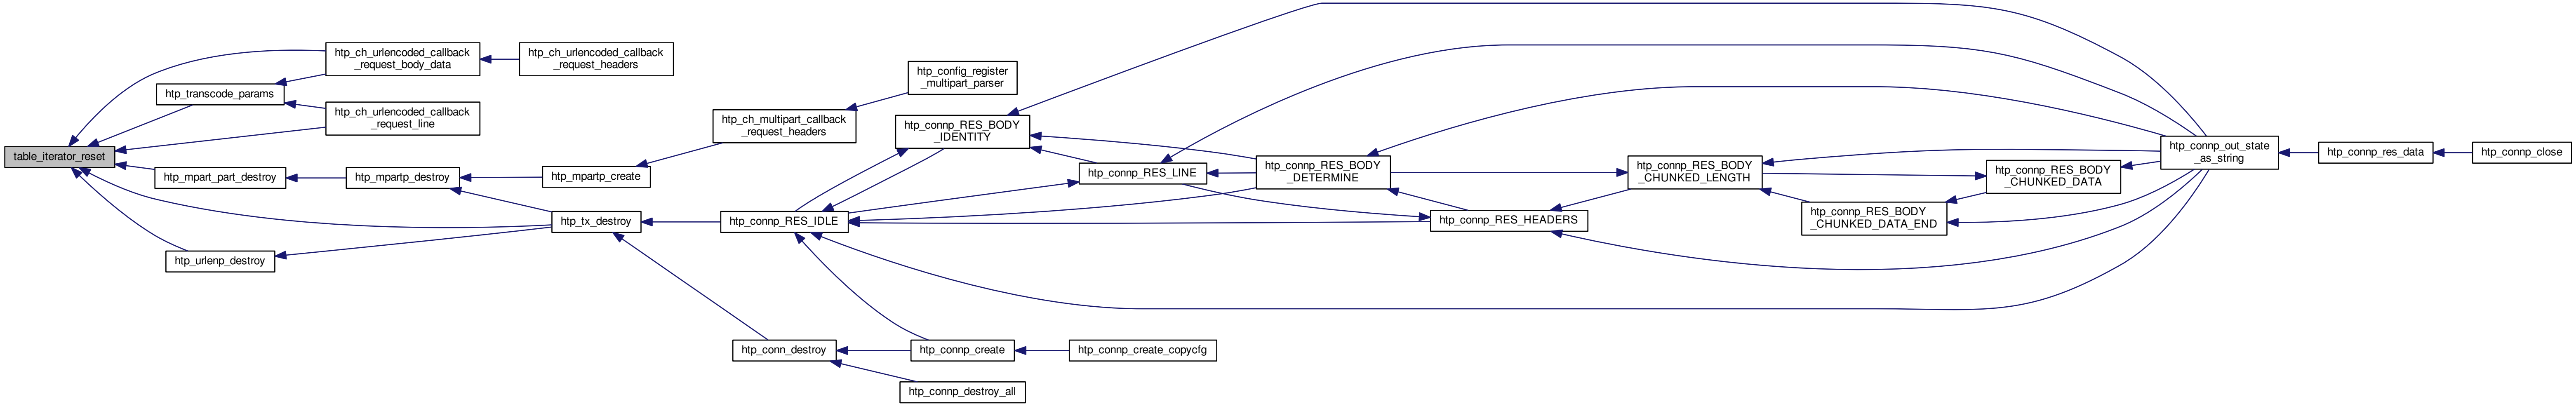 table_iterator_reset
htp_ch_urlencoded_callback
_request_body_data
htp_ch_urlencoded_callback
_request_headers
htp_transcode_params
htp_ch_urlencoded_callback
_request_line
htp_mpart_part_destroy
htp_mpartp_destroy
htp_mpartp_create
htp_ch_multipart_callback
_request_headers
htp_config_register
_multipart_parser
htp_urlenp_destroy
htp_tx_destroy
htp_connp_RES_IDLE
htp_connp_RES_BODY
_IDENTITY
htp_connp_RES_LINE
htp_connp_RES_BODY
_DETERMINE
htp_connp_RES_HEADERS
htp_connp_RES_BODY
_CHUNKED_LENGTH
htp_connp_RES_BODY
_CHUNKED_DATA_END
htp_connp_RES_BODY
_CHUNKED_DATA
htp_connp_out_state
_as_string
htp_connp_res_data
htp_connp_close
htp_conn_destroy
htp_connp_create
htp_connp_create_copycfg
htp_connp_destroy_all